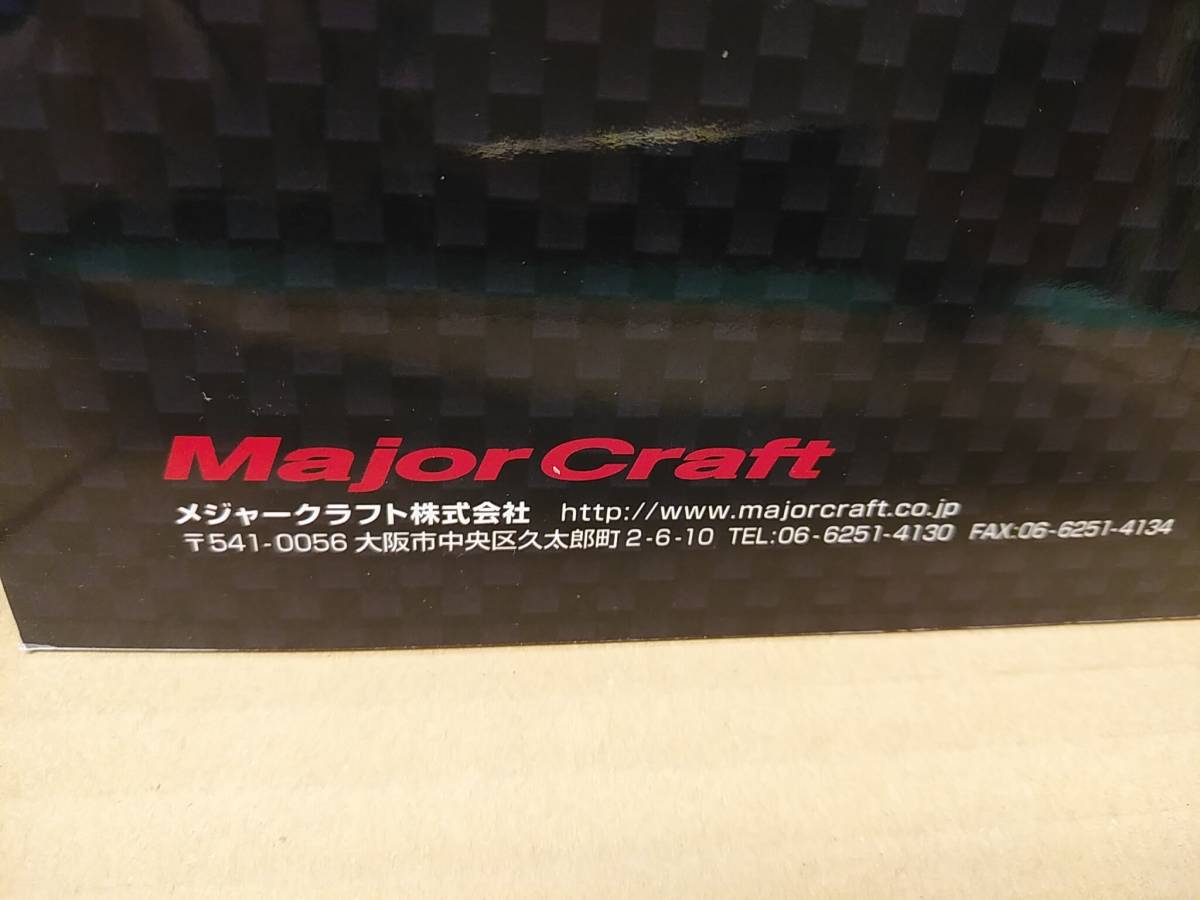 Major Craft
メジャークラフト株式会社 http://www.majorcraft.co.jp
〒541-0056 大阪市中央区久太郎町2-6-10 TEL:06-6251-4130 FAX:06-6251-4134